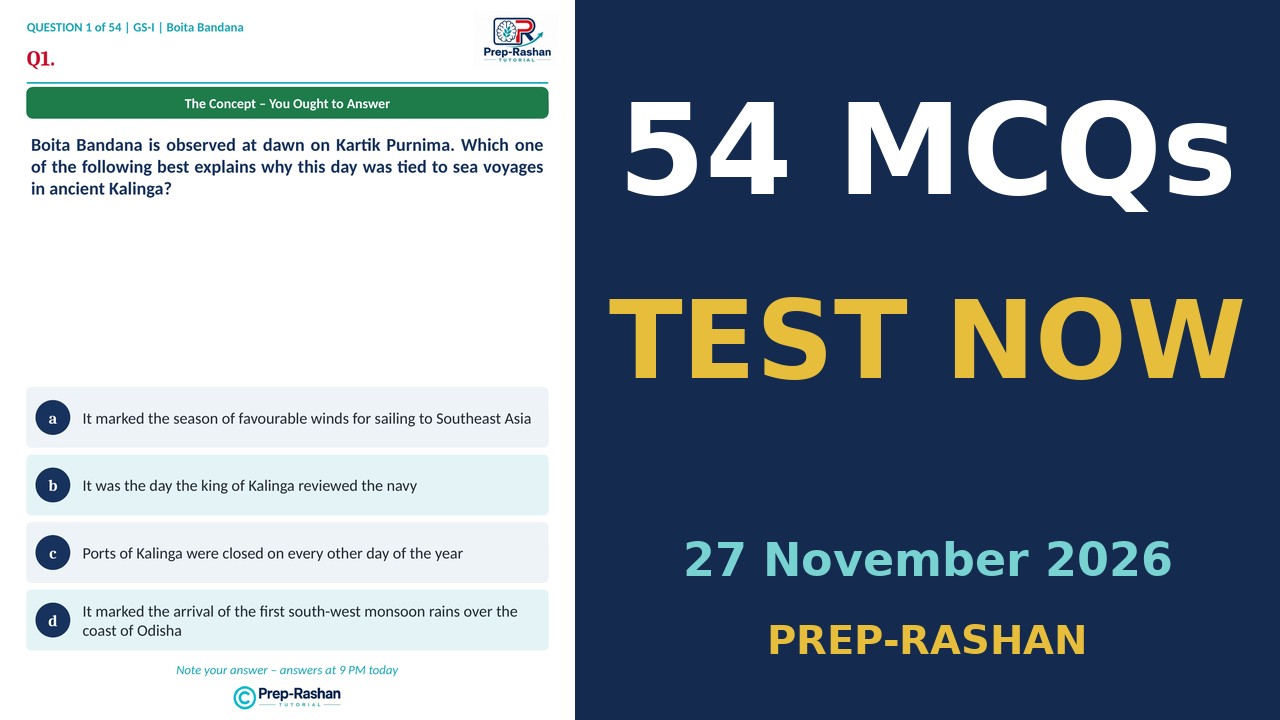 QUESTION 1 of 54 | GS-I | Boita Bandana
Prep-Rashan
TUTORIAL
Q1.
The Concept – You Ought to Answer
Boita Bandana is observed at dawn on Kartik Purnima. Which one
of the following best explains why this day was tied to sea voyages
in ancient Kalinga?
a It marked the season of favourable winds for sailing to Southeast Asia
b It was the day the king of Kalinga reviewed the navy
c Ports of Kalinga were closed on every other day of the year
d It marked the arrival of the first south-west monsoon rains over the
coast of Odisha
Note your answer – answers at 9 PM today
© Prep-Rashan
TUTORIAL
54 MCQs
TEST NOW
27 November 2026
PREP-RASHAN